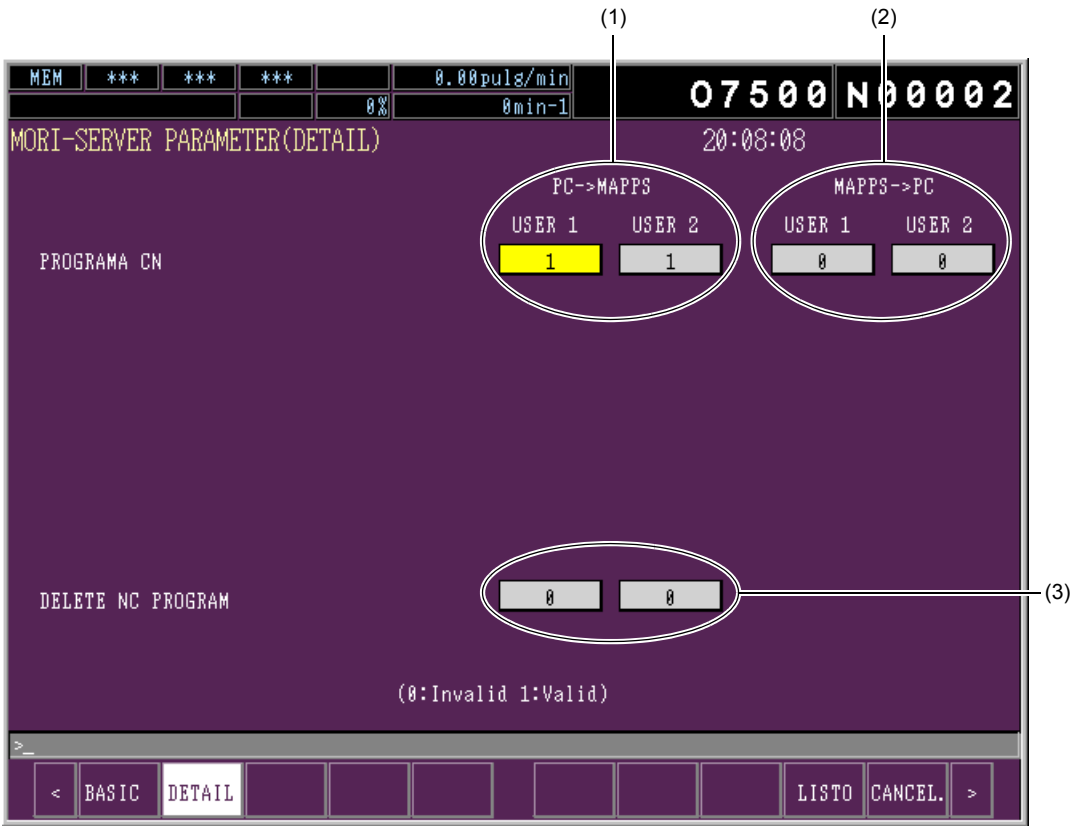 (1) (2)
MEM *** *** *** 0.00pulg/min
0% 0min-1
O7500 N00002
MORI-SERVER PARAMETER(DETAIL) 20:08:08
PC->MAPPS MAPPS->PC
USER 1 USER 2 USER 1 USER 2
PROGRAMA CN 1 1 0 0
DELETE NC PROGRAM 0 0 (3)
(0:Invalid 1:Valid)
>_
< BASIC DETAIL LISTO CANCEL. >